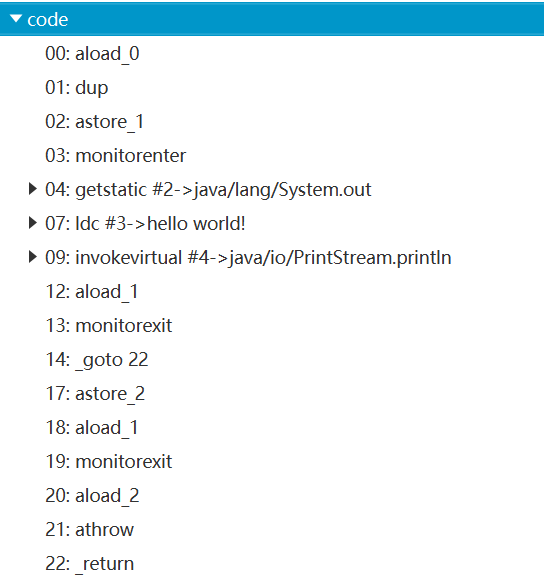 code
00: aload_0
01: dup
02: astore_1
03: monitorenter
04: getstatic #2->java/lang/System.out
07: ldc #3->hello world!
09: invokevirtual #4->java/io/PrintStream.println
12: aload_1
13: monitorexit
14: _goto 22
17: astore_2
18: aload_1
19: monitorexit
20: aload_2
21: athrow
22: _return